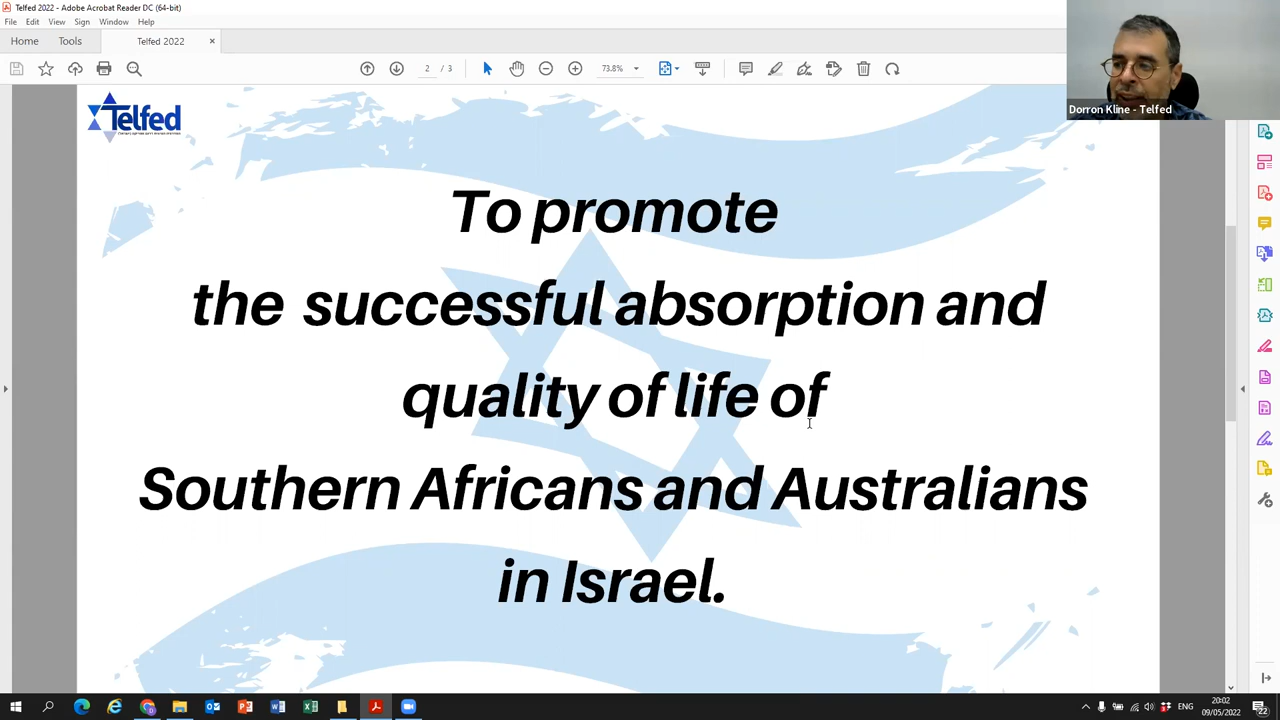 Telfed 2022 - Adobe Acrobat Reader DC (64-bit)
File Edit View Sign Window Help
Home Tools Telfed 2022 ×
2 / 3 73.8%
Dorron Kline - Telfed
Telfed
To promote
the successful absorption and
quality of life of
Southern Africans and Australians
in Israel.
ENG
20:02
09/05/2022
22